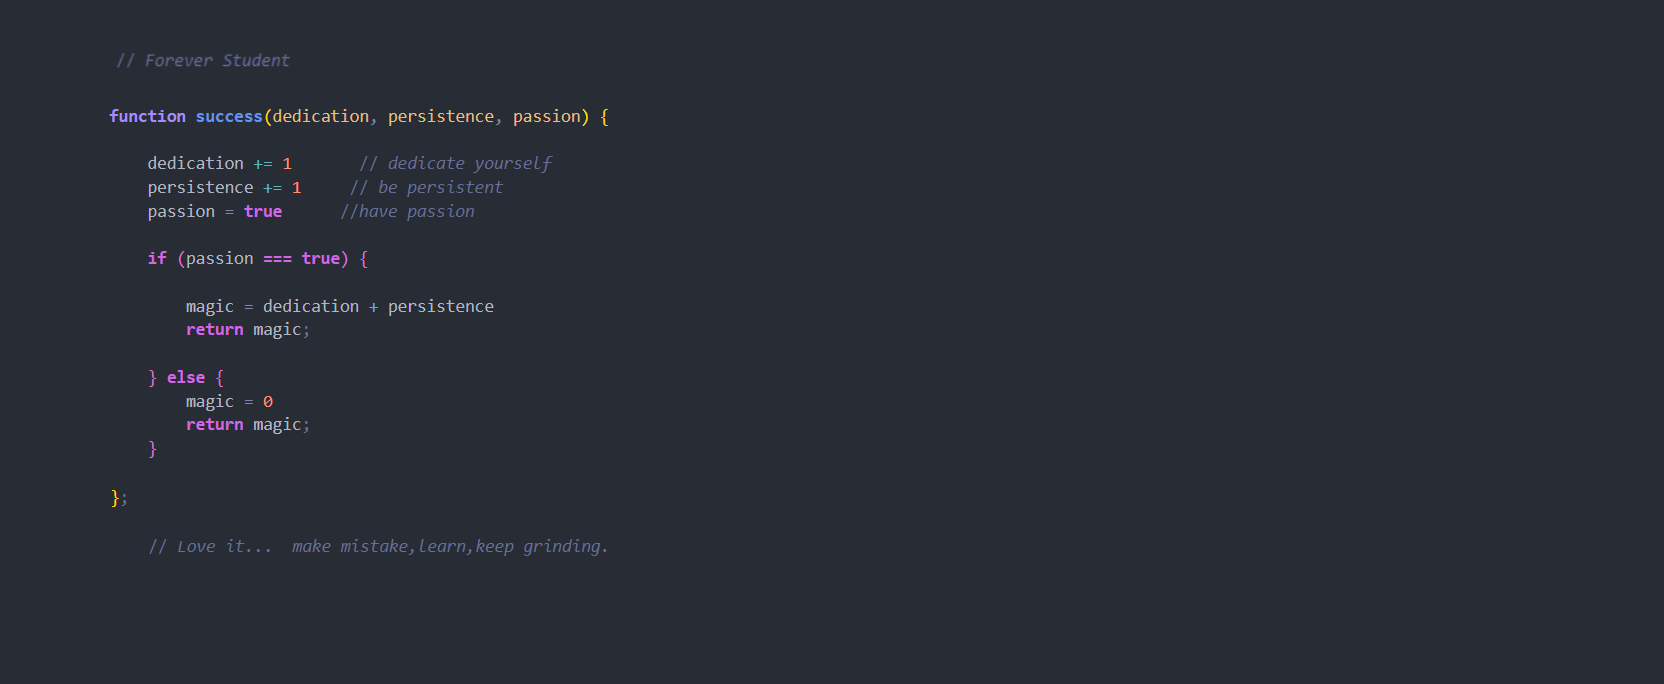 // Forever Student
function success(dedication, persistence, passion) {
dedication += 1 // dedicate yourself
persistence += 1 // be persistent
passion = true //have passion
if (passion === true) {
magic = dedication + persistence
return magic;
} else {
magic = 0
return magic;
}
};
// Love it... make mistake,learn,keep grinding.